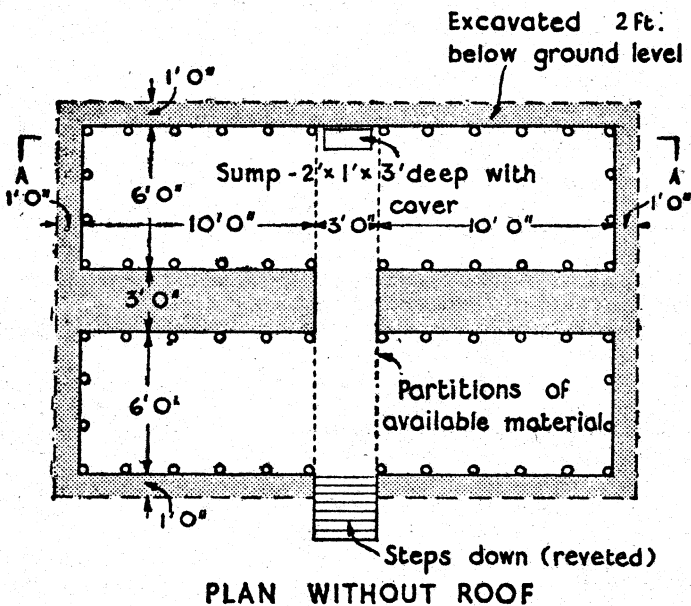 Excavated 2 Ft.
below ground level
1' 0"
A
A
Sump - 2' x 1' x 3' deep with
cover
6' 0"
1' 0"
1' 0"
10' 0"
3' 0"
10' 0"
3' 0"
6' 0"
Partitions of
available material
1' 0"
Steps down (reveted)
PLAN WITHOUT ROOF